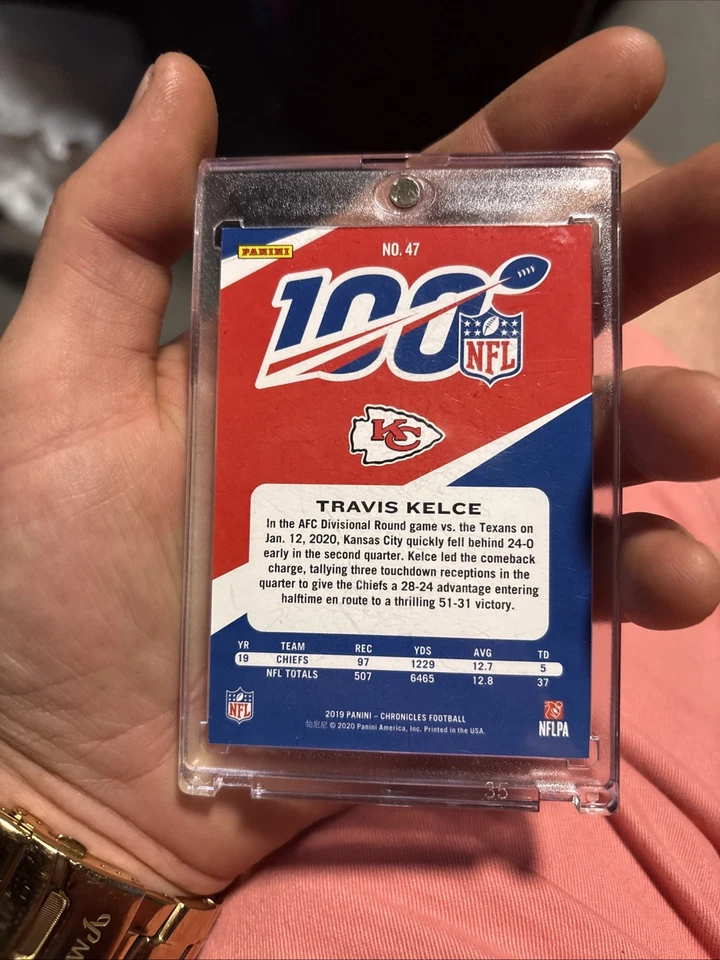 PANINI
NO. 47
100
NFL
KC
TRAVIS KELCE
In the AFC Divisional Round game vs. the Texans on
Jan. 12, 2020, Kansas City quickly fell behind 24-0
early in the second quarter. Kelce led the comeback
charge, tallying three touchdown receptions in the
quarter to give the Chiefs a 28-24 advantage entering
halftime en route to a thrilling 51-31 victory.
YR TEAM REC YDS AVG TD
19 CHIEFS 97 1229 12.7 5
NFL TOTALS 507 6465 12.8 37
NFL
2019 PANINI – CHRONICLES FOOTBALL
帕尼尼 © 2020 Panini America, Inc. Printed in the USA.
NFLPA
35